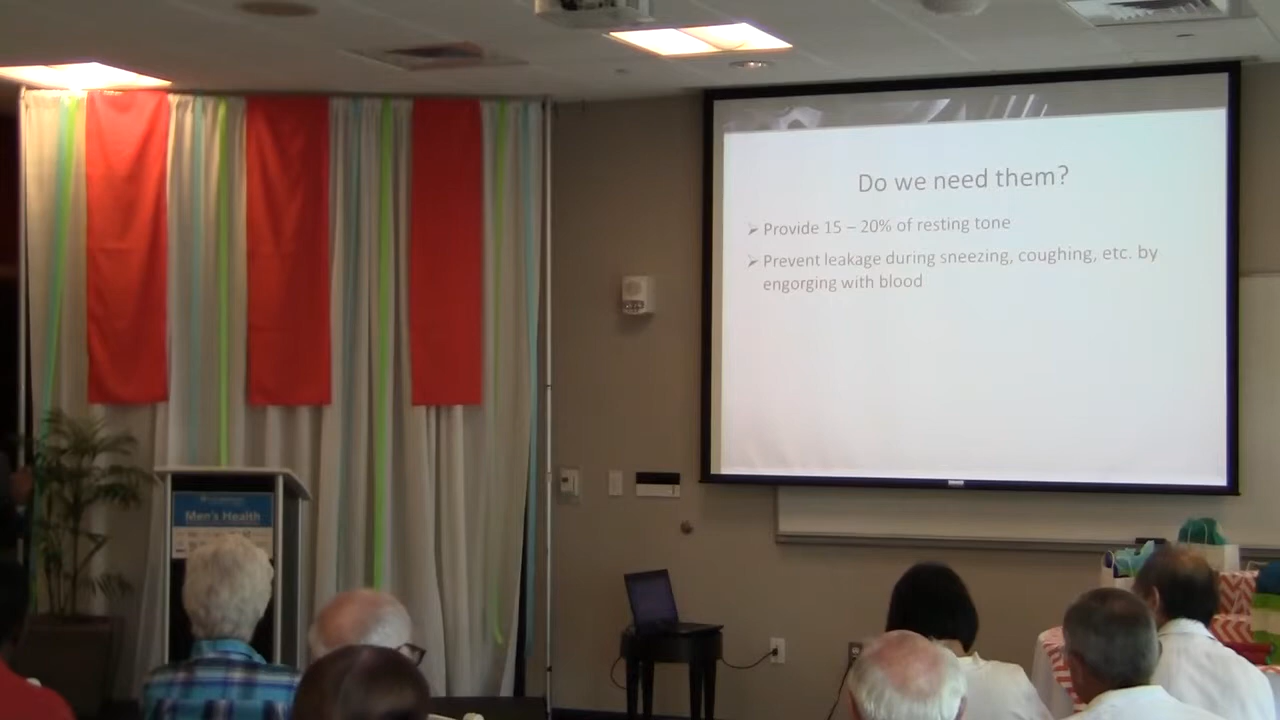 Do we need them?
Provide 15 – 20% of resting tone
Prevent leakage during sneezing, coughing, etc. by
engorging with blood
Men's Health